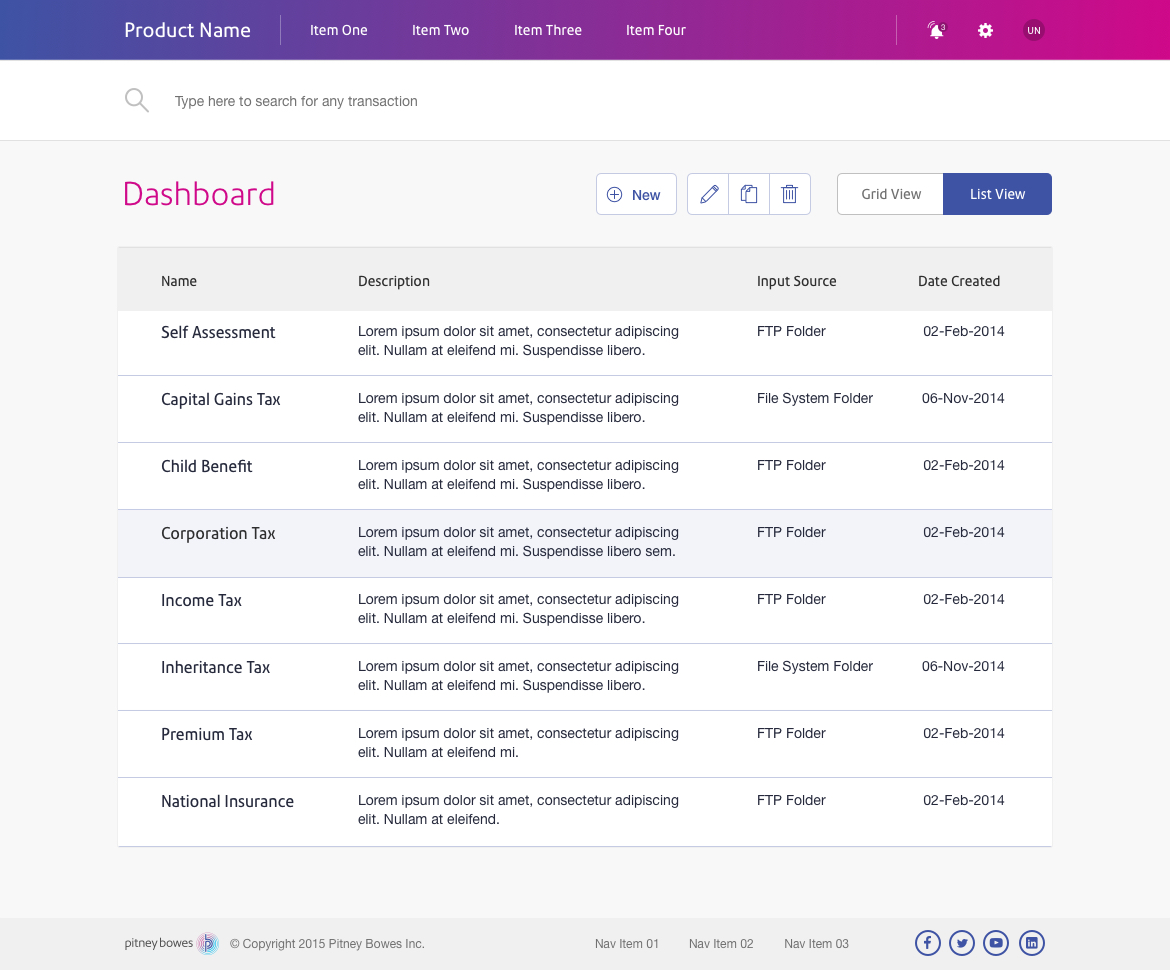 Product Name Item One Item Two Item Three Item Four 3 UN
Type here to search for any transaction
Dashboard New Grid View List View
Name Description Input Source Date Created
Self Assessment Lorem ipsum dolor sit amet, consectetur adipiscing FTP Folder 02-Feb-2014
elit. Nullam at eleifend mi. Suspendisse libero.
Capital Gains Tax Lorem ipsum dolor sit amet, consectetur adipiscing File System Folder 06-Nov-2014
elit. Nullam at eleifend mi. Suspendisse libero.
Child Benefit Lorem ipsum dolor sit amet, consectetur adipiscing FTP Folder 02-Feb-2014
elit. Nullam at eleifend mi. Suspendisse libero.
Corporation Tax Lorem ipsum dolor sit amet, consectetur adipiscing FTP Folder 02-Feb-2014
elit. Nullam at eleifend mi. Suspendisse libero sem.
Income Tax Lorem ipsum dolor sit amet, consectetur adipiscing FTP Folder 02-Feb-2014
elit. Nullam at eleifend mi. Suspendisse libero.
Inheritance Tax Lorem ipsum dolor sit amet, consectetur adipiscing File System Folder 06-Nov-2014
elit. Nullam at eleifend mi. Suspendisse libero.
Premium Tax Lorem ipsum dolor sit amet, consectetur adipiscing FTP Folder 02-Feb-2014
elit. Nullam at eleifend mi.
National Insurance Lorem ipsum dolor sit amet, consectetur adipiscing FTP Folder 02-Feb-2014
elit. Nullam at eleifend.
pitney bowes © Copyright 2015 Pitney Bowes Inc. Nav Item 01 Nav Item 02 Nav Item 03